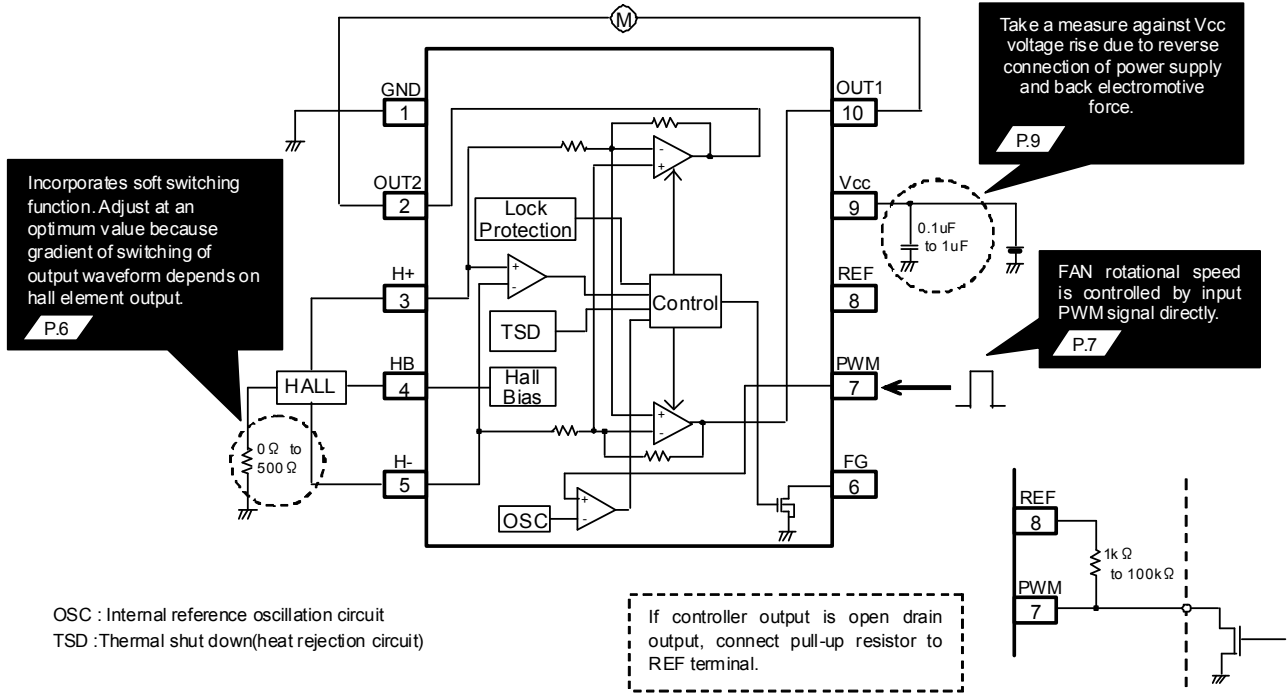 M
Take a measure against Vcc
voltage rise due to reverse
connection of power supply
and back electromotive
force.
P.9
GND
1
OUT1
10
Incorporates soft switching
function. Adjust at an
optimum value because
gradient of switching of
output waveform depends on
hall element output.
P.6
OUT2
2
Lock
Protection
Vcc
9
0.1uF
to 1uF
H+
3
Control
REF
8
FAN rotational speed
is controlled by input
PWM signal directly.
P.7
TSD
HALL
HB
4
Hall
Bias
PWM
7
0Ω to
500Ω
H-
5
FG
6
OSC
REF
8
1kΩ
to 100kΩ
PWM
7
OSC : Internal reference oscillation circuit
TSD :Thermal shut down(heat rejection circuit)
If controller output is open drain
output, connect pull-up resistor to
REF terminal.
-
+
+
-
+
-
+
-